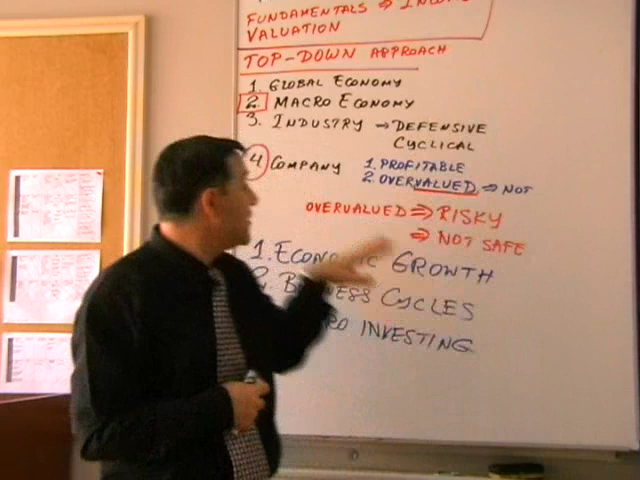 FUNDAMENTALS ⇒
VALUATION
TOP-DOWN APPROACH
1. GLOBAL ECONOMY
2. MACRO ECONOMY
3. INDUSTRY → DEFENSIVE
CYCLICAL
4 COMPANY 1. PROFITABLE
2. OVERVALUED ⇒ NOT
OVERVALUED ⇒ RISKY
⇒ NOT SAFE
1. ECONOMIC GROWTH
2. BUSINESS CYCLES
INVESTING